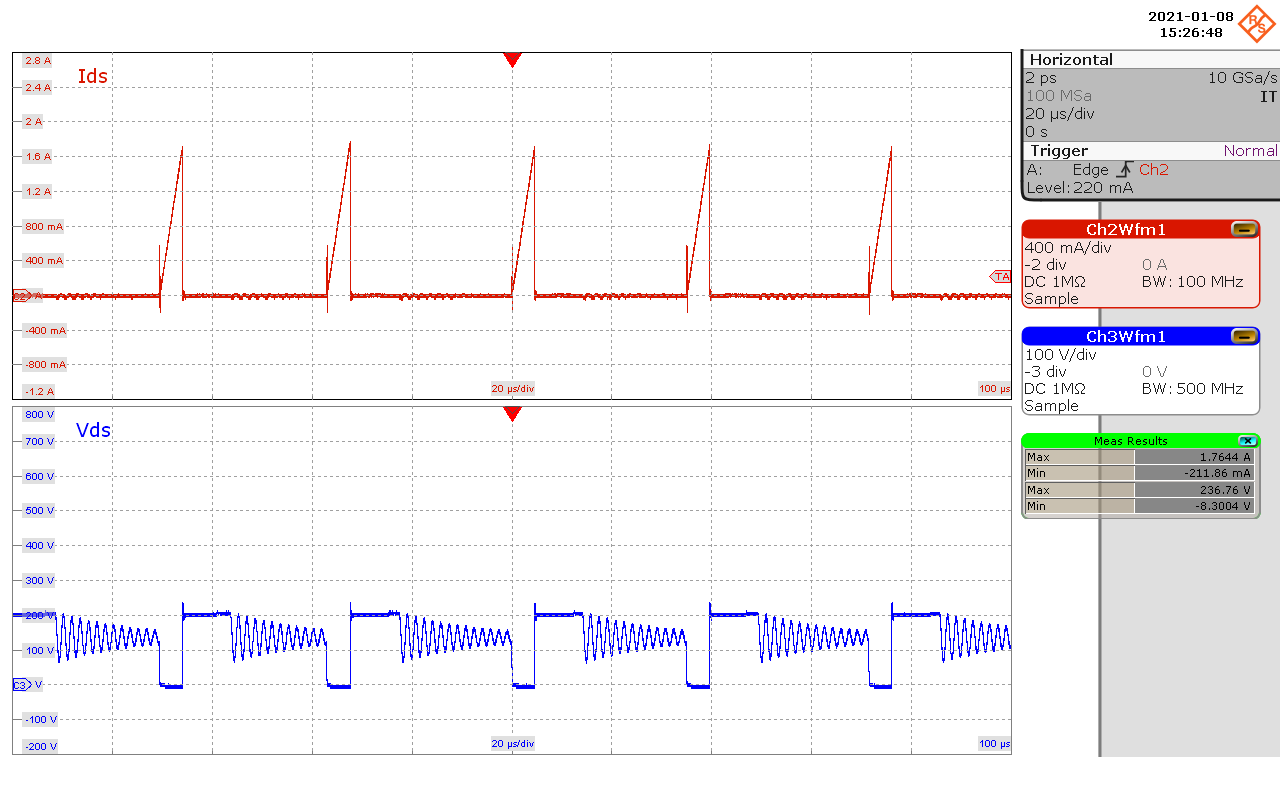 2021-01-08
15:26:48
R&S
2.8 A
Ids
2.4 A
2 A
1.6 A
1.2 A
800 mA
400 mA
C2
A
TA
-400 mA
-800 mA
-1.2 A
20 µs/div
100 µs
800 V
Vds
700 V
600 V
500 V
400 V
300 V
200 V
100 V
C3
V
-100 V
-200 V
20 µs/div
100 µs
Horizontal
2 ps 10 GSa/s
100 MSa IT
20 µs/div
0 s
Trigger Normal
A: Edge Ch2
Level: 220 mA
Ch2Wfm1
400 mA/div
-2 div 0 A
DC 1MΩ BW: 100 MHz
Sample
Ch3Wfm1
100 V/div
-3 div 0 V
DC 1MΩ BW: 500 MHz
Sample
Meas Results
Max 1.7644 A
Min -211.86 mA
Max 236.76 V
Min -8.3004 V